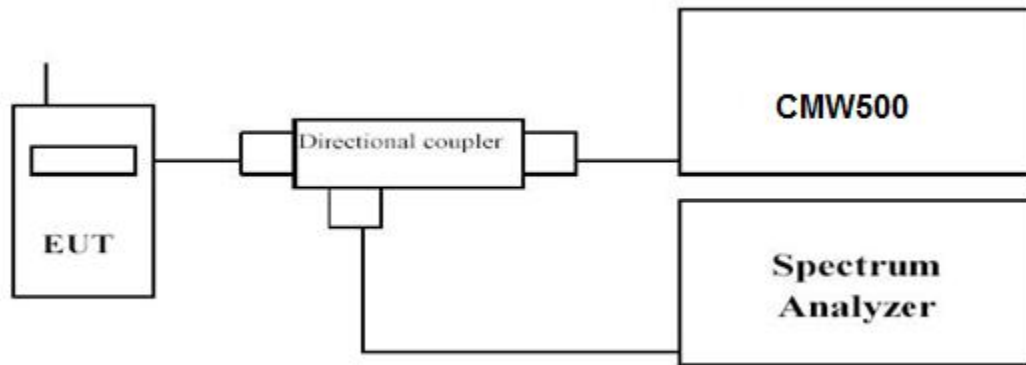 CMW500
Directional coupler
EUT
Spectrum
Analyzer